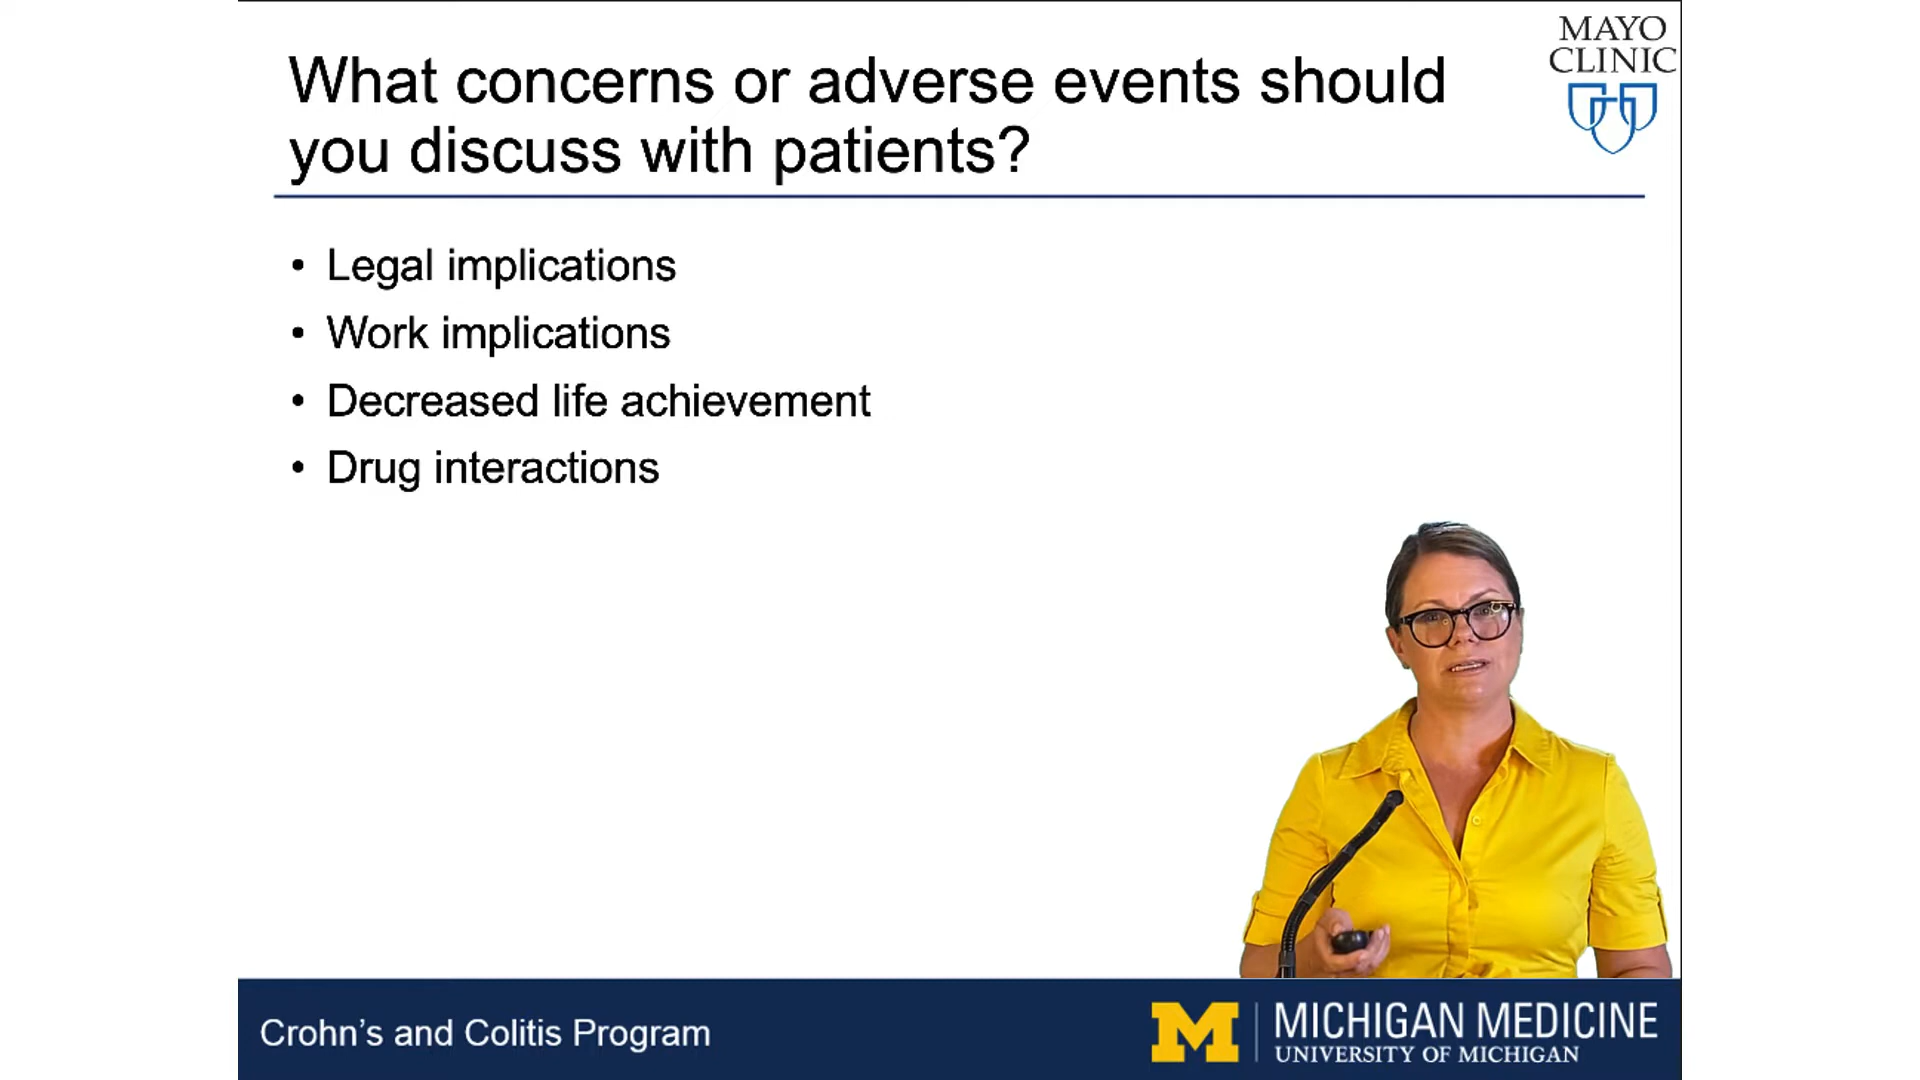 What concerns or adverse events should
you discuss with patients?
MAYO
CLINIC
• Legal implications
• Work implications
• Decreased life achievement
• Drug interactions
Crohn’s and Colitis Program
M
MICHIGAN MEDICINE
UNIVERSITY OF MICHIGAN